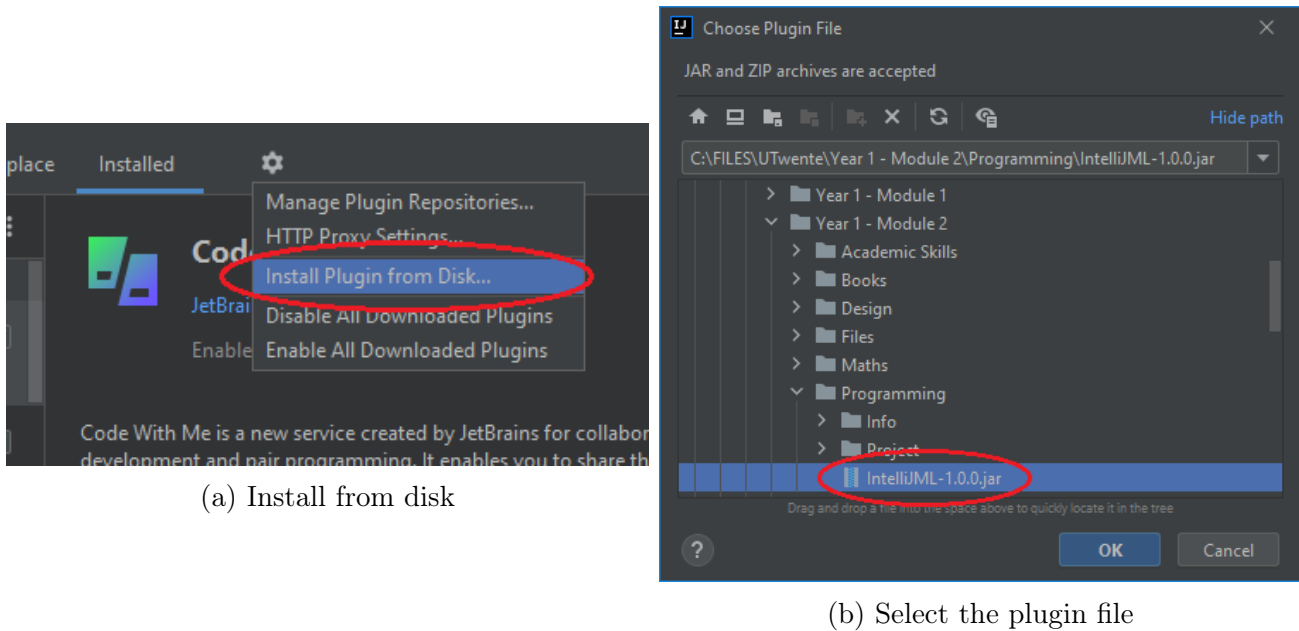 place Installed
Manage Plugin Repositories...
HTTP Proxy Settings...
Install Plugin from Disk...
Disable All Downloaded Plugins
Enable All Downloaded Plugins
Cod
JetBrai
Enable
Code With Me is a new service created by JetBrains for collabor
development and pair programming. It enables you to share th
(a) Install from disk
IJ
Choose Plugin File
JAR and ZIP archives are accepted
Hide path
C:\FILES\UTwente\Year 1 - Module 2\Programming\IntelliJML-1.0.0.jar
Year 1 - Module 1
Year 1 - Module 2
Academic Skills
Books
Design
Files
Maths
Programming
Info
Project
IntelliJML-1.0.0.jar
Drag and drop a file into the space above to quickly locate it in the tree
?
OK Cancel
(b) Select the plugin file